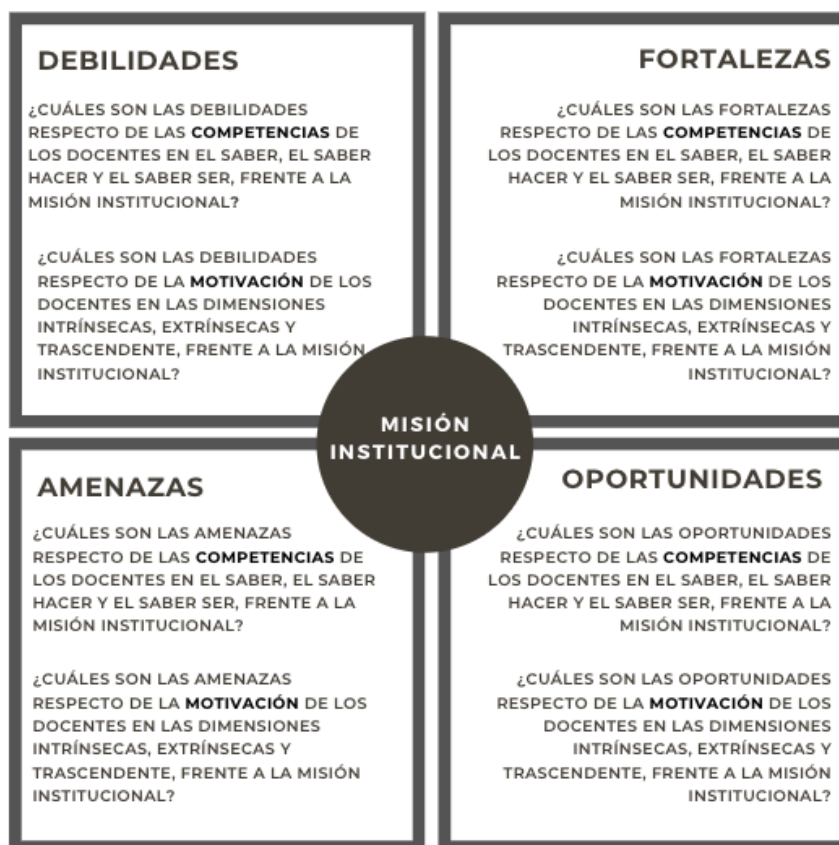 DEBILIDADES
¿CUÁLES SON LAS DEBILIDADES
RESPECTO DE LAS COMPETENCIAS DE
LOS DOCENTES EN EL SABER, EL SABER
HACER Y EL SABER SER, FRENTE A LA
MISIÓN INSTITUCIONAL?
¿CUÁLES SON LAS DEBILIDADES
RESPECTO DE LA MOTIVACIÓN DE LOS
DOCENTES EN LAS DIMENSIONES
INTRÍNSECAS, EXTRÍNSECAS Y
TRASCENDENTE, FRENTE A LA MISIÓN
INSTITUCIONAL?
FORTALEZAS
¿CUÁLES SON LAS FORTALEZAS
RESPECTO DE LAS COMPETENCIAS DE
LOS DOCENTES EN EL SABER, EL SABER
HACER Y EL SABER SER, FRENTE A LA
MISIÓN INSTITUCIONAL?
¿CUÁLES SON LAS FORTALEZAS
RESPECTO DE LA MOTIVACIÓN DE LOS
DOCENTES EN LAS DIMENSIONES
INTRÍNSECAS, EXTRÍNSECAS Y
TRASCENDENTE, FRENTE A LA MISIÓN
INSTITUCIONAL?
MISIÓN
INSTITUCIONAL
AMENAZAS
¿CUÁLES SON LAS AMENAZAS
RESPECTO DE LAS COMPETENCIAS DE
LOS DOCENTES EN EL SABER, EL SABER
HACER Y EL SABER SER, FRENTE A LA
MISIÓN INSTITUCIONAL?
¿CUÁLES SON LAS AMENAZAS
RESPECTO DE LA MOTIVACIÓN DE LOS
DOCENTES EN LAS DIMENSIONES
INTRÍNSECAS, EXTRÍNSECAS Y
TRASCENDENTE, FRENTE A LA MISIÓN
INSTITUCIONAL?
OPORTUNIDADES
¿CUÁLES SON LAS OPORTUNIDADES
RESPECTO DE LAS COMPETENCIAS DE
LOS DOCENTES EN EL SABER, EL SABER
HACER Y EL SABER SER, FRENTE A LA
MISIÓN INSTITUCIONAL?
¿CUÁLES SON LAS OPORTUNIDADES
RESPECTO DE LA MOTIVACIÓN DE LOS
DOCENTES EN LAS DIMENSIONES
INTRÍNSECAS, EXTRÍNSECAS Y
TRASCENDENTE, FRENTE A LA MISIÓN
INSTITUCIONAL?